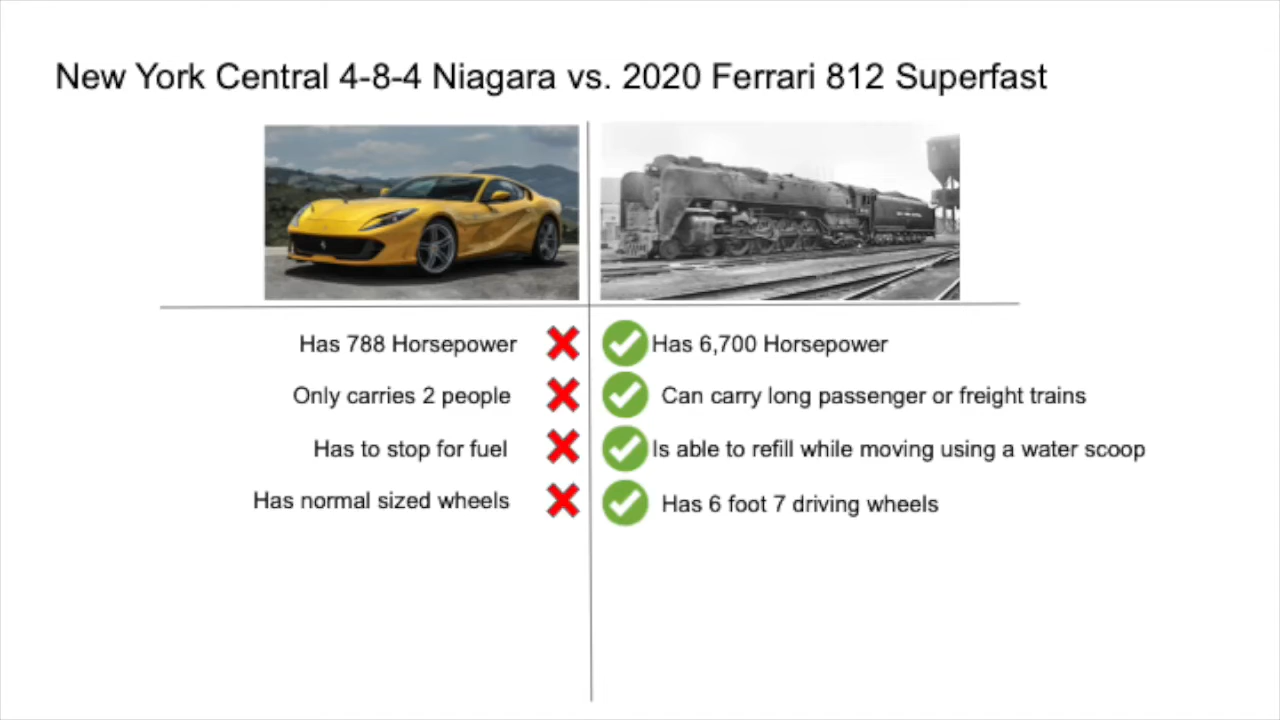 New York Central 4-8-4 Niagara vs. 2020 Ferrari 812 Superfast
Has 788 Horsepower
Has 6,700 Horsepower
Only carries 2 people
Can carry long passenger or freight trains
Has to stop for fuel
Is able to refill while moving using a water scoop
Has normal sized wheels
Has 6 foot 7 driving wheels